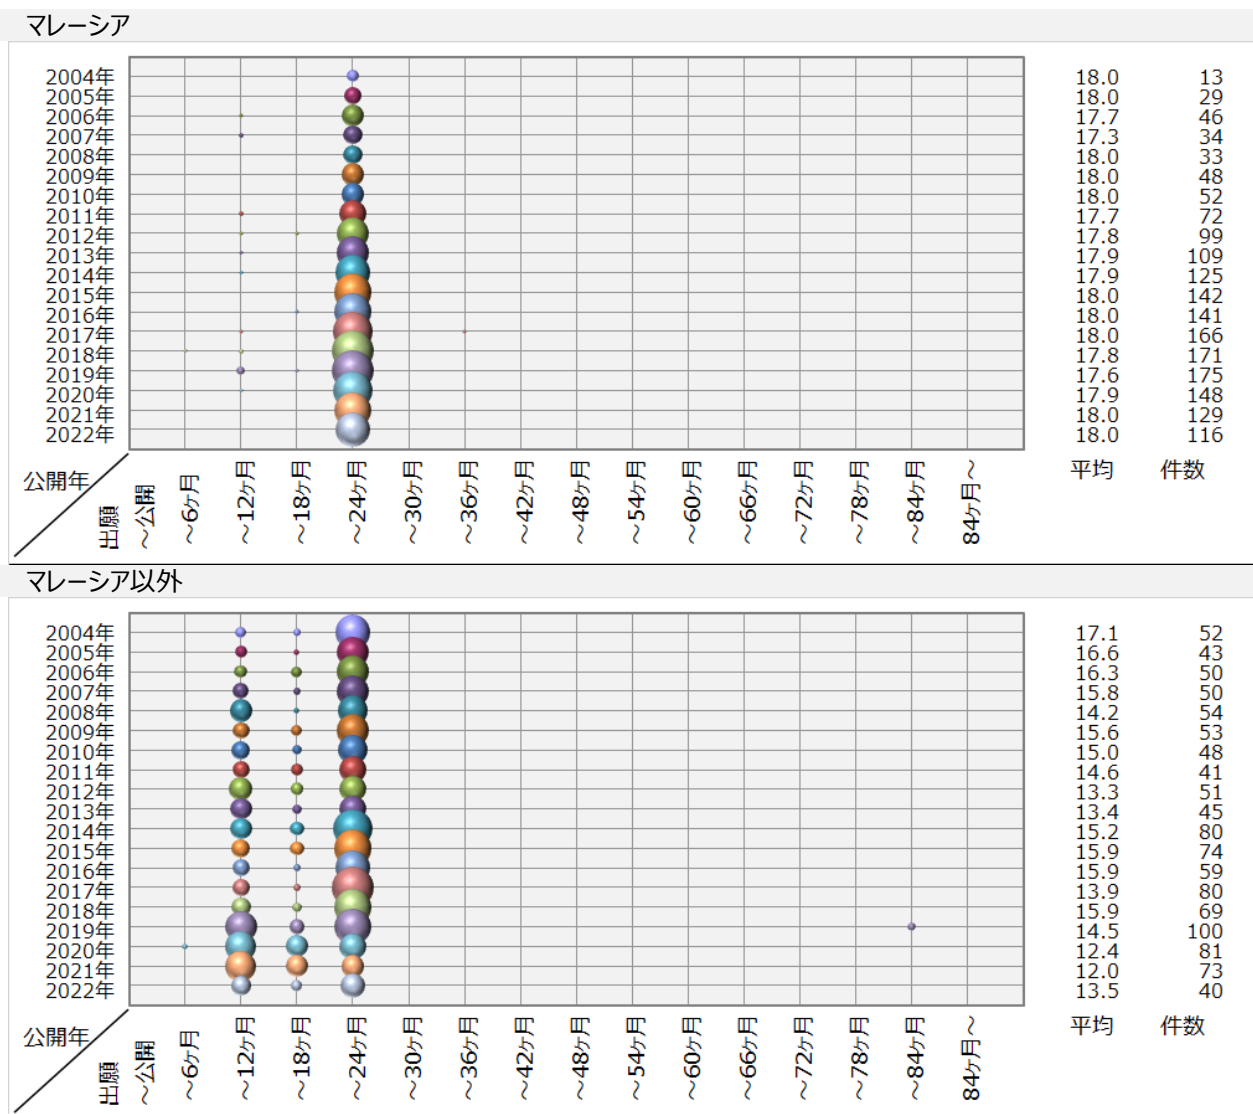 マレーシア
2004年 18.0 13
2005年 18.0 29
2006年 17.7 46
2007年 17.3 34
2008年 18.0 33
2009年 18.0 48
2010年 18.0 52
2011年 17.7 72
2012年 17.8 99
2013年 17.9 109
2014年 17.9 125
2015年 18.0 142
2016年 18.0 141
2017年 18.0 166
2018年 17.8 171
2019年 17.6 175
2020年 17.9 148
2021年 18.0 129
2022年 18.0 116
公開年 出願 ～公開 ～6ヶ月 ～12ヶ月 ～18ヶ月 ～24ヶ月 ～30ヶ月 ～36ヶ月 ～42ヶ月 ～48ヶ月 ～54ヶ月 ～60ヶ月 ～66ヶ月 ～72ヶ月 ～78ヶ月 ～84ヶ月 84ヶ月～ 平均 件数
マレーシア以外
2004年 17.1 52
2005年 16.6 43
2006年 16.3 50
2007年 15.8 50
2008年 14.2 54
2009年 15.6 53
2010年 15.0 48
2011年 14.6 41
2012年 13.3 51
2013年 13.4 45
2014年 15.2 80
2015年 15.9 74
2016年 15.9 59
2017年 13.9 80
2018年 15.9 69
2019年 14.5 100
2020年 12.4 81
2021年 12.0 73
2022年 13.5 40
公開年 出願 ～公開 ～6ヶ月 ～12ヶ月 ～18ヶ月 ～24ヶ月 ～30ヶ月 ～36ヶ月 ～42ヶ月 ～48ヶ月 ～54ヶ月 ～60ヶ月 ～66ヶ月 ～72ヶ月 ～78ヶ月 ～84ヶ月 84ヶ月～ 平均 件数